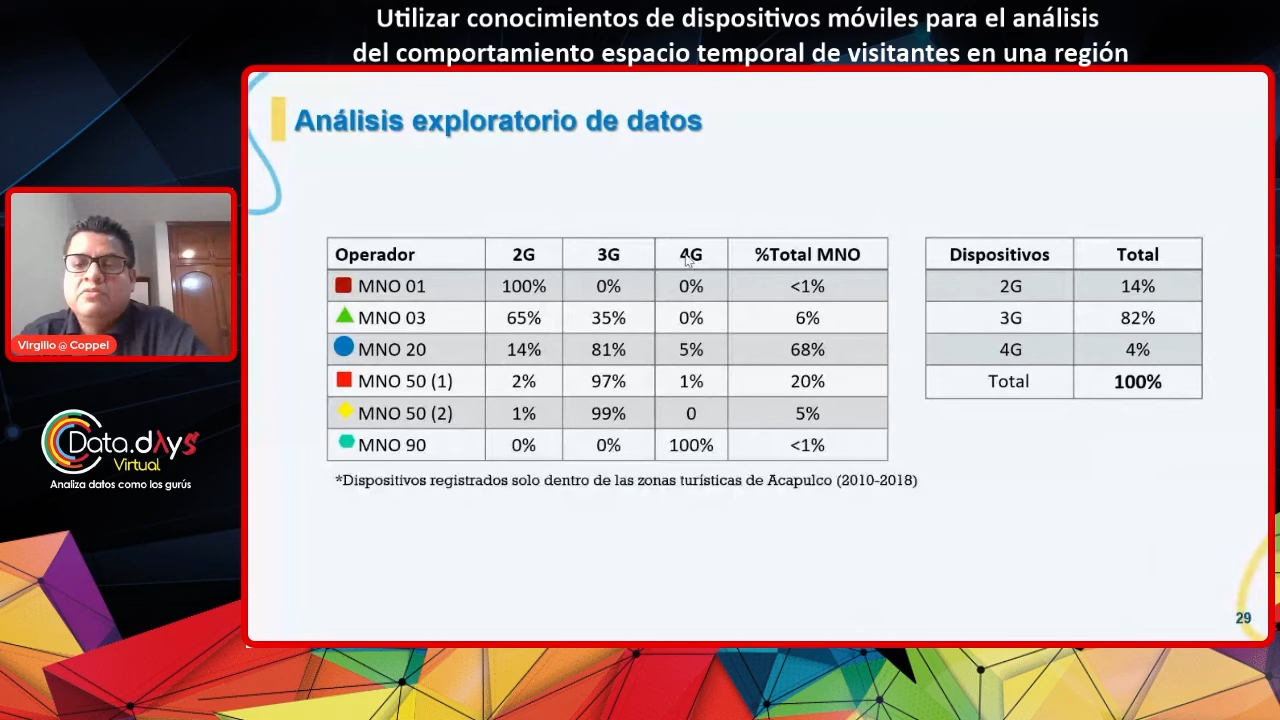 Utilizar conocimientos de dispositivos móviles para el análisis
del comportamiento espacio temporal de visitantes en una región
Análisis exploratorio de datos
Operador 2G 3G 4G %Total MNO
MNO 01 100% 0% 0% <1%
MNO 03 65% 35% 0% 6%
MNO 20 14% 81% 5% 68%
MNO 50 (1) 2% 97% 1% 20%
MNO 50 (2) 1% 99% 0 5%
MNO 90 0% 0% 100% <1%
*Dispositivos registrados solo dentro de las zonas turísticas de Acapulco (2010-2018)
Dispositivos Total
2G 14%
3G 82%
4G 4%
Total 100%
29
Virgilio @ Coppel
Data.dAyS
Virtual
Analiza datos como los gurús